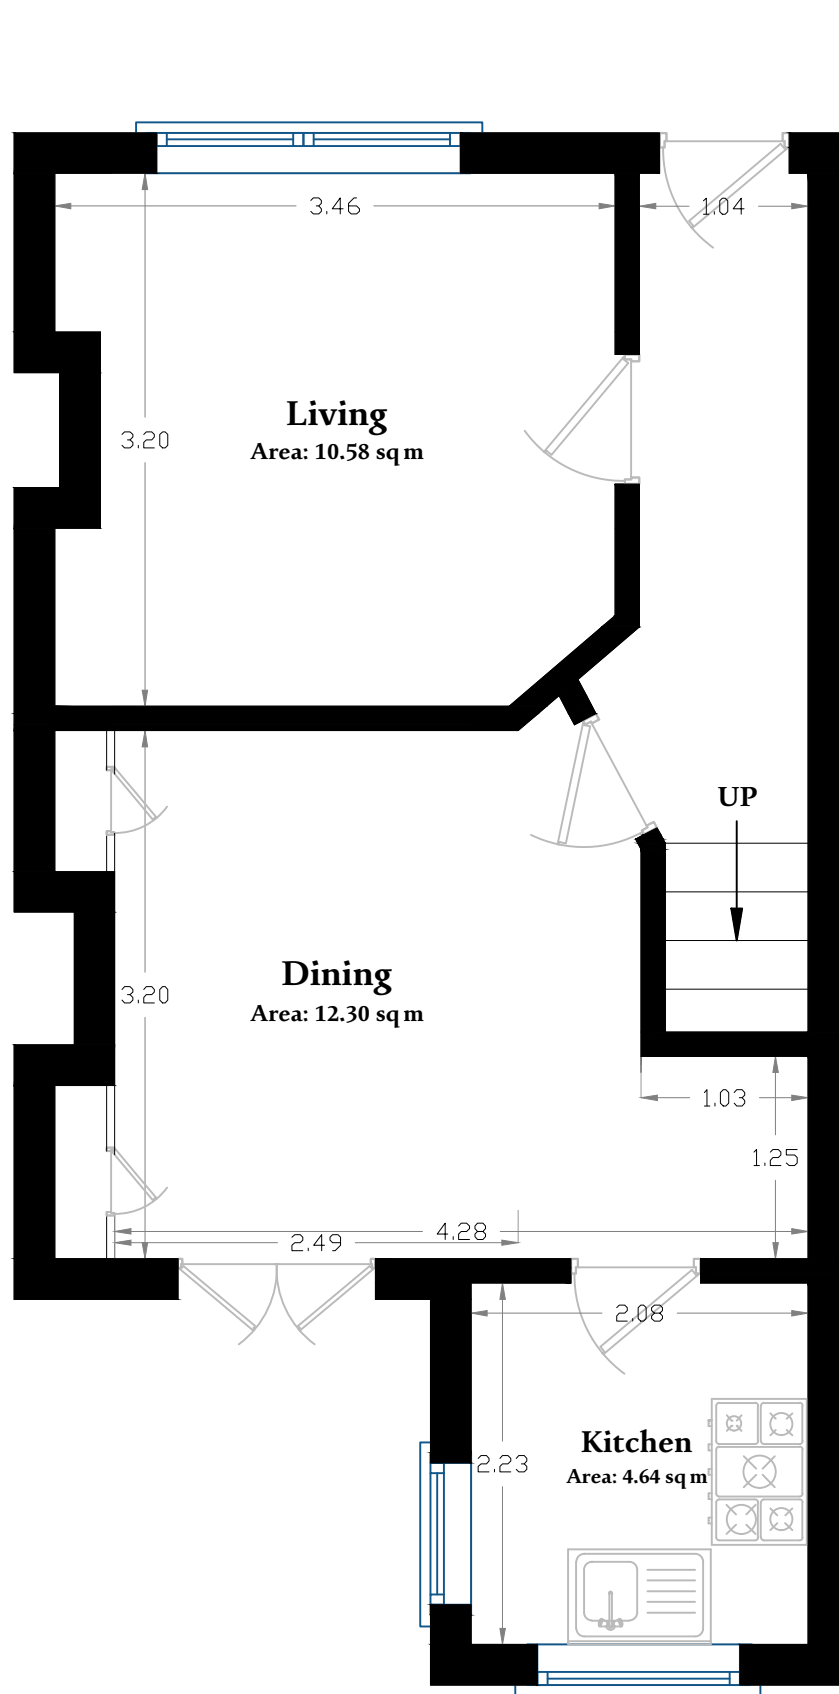 3.46
1.04
Living
Area: 10.58 sq m
3.20
UP
Dining
Area: 12.30 sq m
3.20
1.03
1.25
4.28
2.49
2.08
Kitchen
2.23
Area: 4.64 sq m